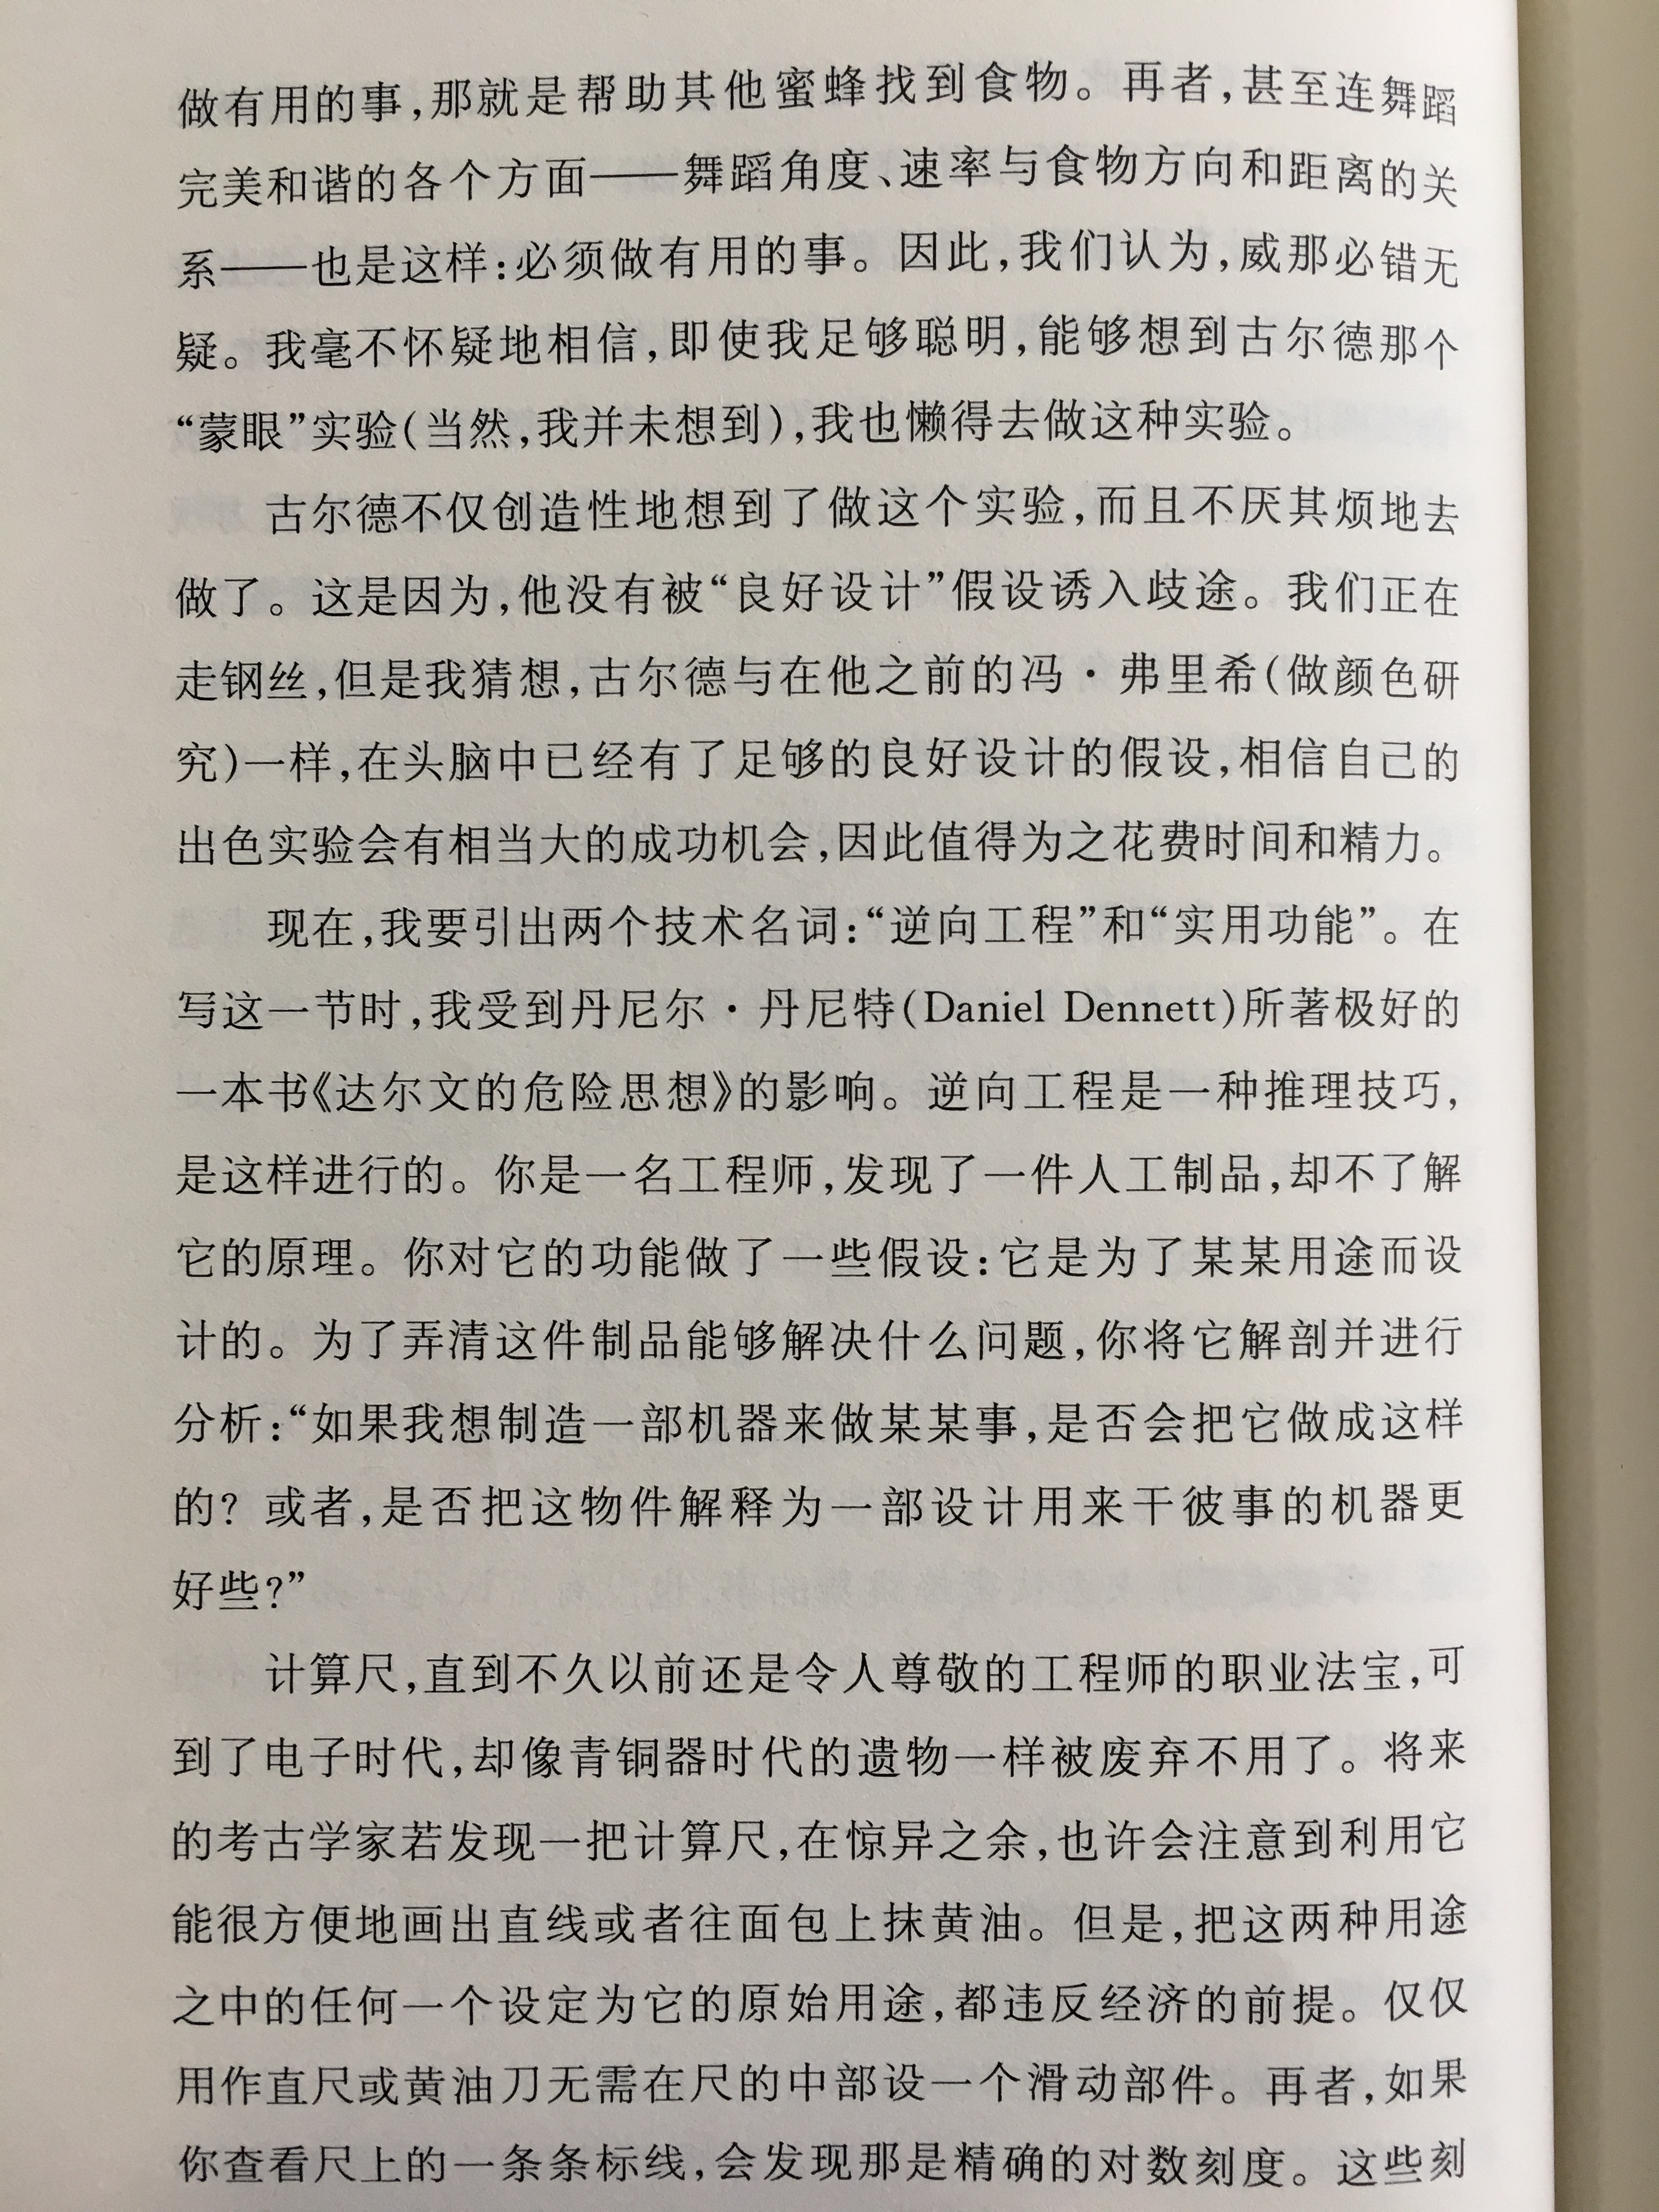 做有用的事,那就是帮助其他蜜蜂找到食物。再者,甚至连舞蹈
完美和谐的各个方面——舞蹈角度、速率与食物方向和距离的关
系——也是这样:必须做有用的事。因此,我们认为,威那必错无
疑。我毫不怀疑地相信,即使我足够聪明,能够想到古尔德那个
“蒙眼”实验(当然,我并未想到),我也懒得去做这种实验。
古尔德不仅创造性地想到了做这个实验,而且不厌其烦地去
做了。这是因为,他没有被“良好设计”假设诱入歧途。我们正在
走钢丝,但是我猜想,古尔德与在他之前的冯·弗里希(做颜色研
究)一样,在头脑中已经有了足够的良好设计的假设,相信自己的
出色实验会有相当大的成功机会,因此值得为之花费时间和精力。
现在,我要引出两个技术名词:“逆向工程”和“实用功能”。在
写这一节时,我受到丹尼尔·丹尼特(Daniel Dennett)所著极好的
一本书《达尔文的危险思想》的影响。逆向工程是一种推理技巧,
是这样进行的。你是一名工程师,发现了一件人工制品,却不了解
它的原理。你对它的功能做了一些假设:它是为了某某用途而设
计的。为了弄清这件制品能够解决什么问题,你将它解剖并进行
分析:“如果我想制造一部机器来做某某事,是否会把它做成这样
的?或者,是否把这物件解释为一部设计用来干彼事的机器更
好些?”
计算尺,直到不久以前还是令人尊敬的工程师的职业法宝,可
到了电子时代,却像青铜器时代的遗物一样被废弃不用了。将来
的考古学家若发现一把计算尺,在惊异之余,也许会注意到利用它
能很方便地画出直线或者往面包上抹黄油。但是,把这两种用途
之中的任何一个设定为它的原始用途,都违反经济的前提。仅仅
用作直尺或黄油刀无需在尺的中部设一个滑动部件。再者,如果
你查看尺上的一条条标线,会发现那是精确的对数刻度。这些刻